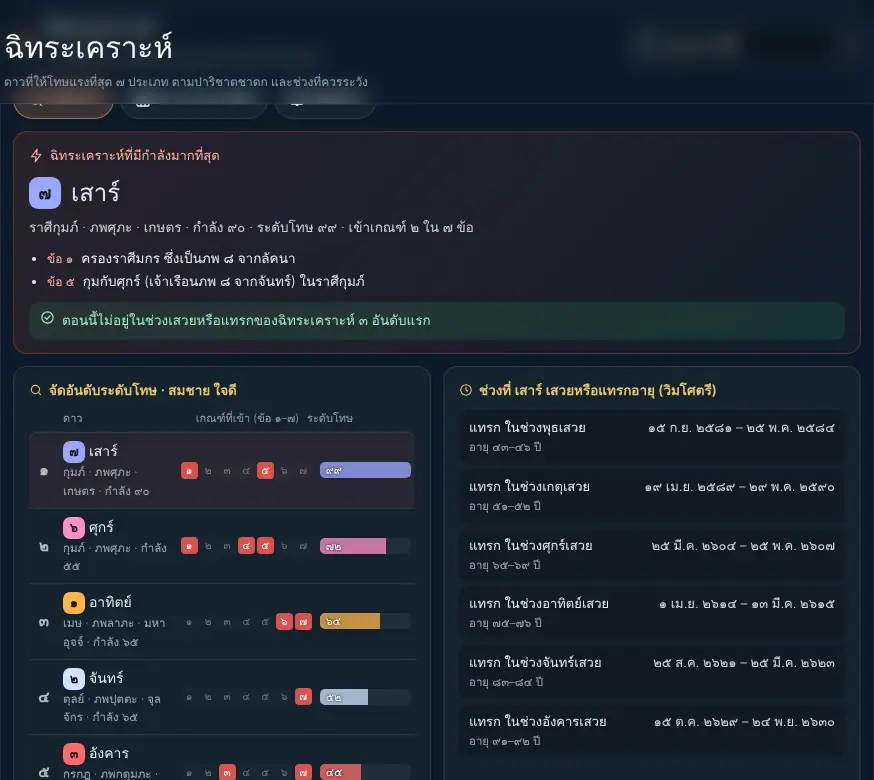 ฉิทระเคราะห์
ดาวที่ให้โทษแรงที่สุด ๗ ประเภท ตามปาริชาตชาดก และช่วงที่ควรระวัง
ฉิทระเคราะห์ที่มีกำลังมากที่สุด
๗ เสาร์
ราศีกุมภ์ · ภพศุภะ · เกษตร · กำลัง ๙๐ · ระดับโทษ ๙๙ · เข้าเกณฑ์ ๒ ใน ๗ ข้อ
• ข้อ ๑ ครองราศีมกร ซึ่งเป็นภพ ๘ จากลัคนา
• ข้อ ๕ กุมกับศุกร์ (เจ้าเรือนภพ ๘ จากจันทร์) ในราศีกุมภ์
ตอนนี้ไม่อยู่ในช่วงเสวยหรือแทรกของฉิทระเคราะห์ ๓ อันดับแรก
จัดอันดับระดับโทษ · สมชาย ใจดี
ดาว เกณฑ์ที่เข้า (ข้อ ๑–๗) ระดับโทษ
๑ ๗ เสาร์
กุมภ์ · ภพศุภะ ·
เกษตร · กำลัง ๙๐
๑ ๒ ๓ ๔ ๕ ๖ ๗ ๙๙
๒ ๖ ศุกร์
กุมภ์ · ภพศุภะ · กำลัง
๕๕
๑ ๒ ๓ ๔ ๕ ๖ ๗ ๗๒
๓ ๑ อาทิตย์
เมษ · ภพลาภะ · มหา
อุจจ์ · กำลัง ๖๕
๑ ๒ ๓ ๔ ๕ ๖ ๗ ๖๕
๔ ๒ จันทร์
ตุลย์ · ภพปุตตะ · จุล
จักร · กำลัง ๖๕
๑ ๒ ๓ ๔ ๕ ๖ ๗ ๕๒
๕ ๓ อังคาร
กรกฎ · ภพกดุมภะ ·
๑ ๒ ๓ ๔ ๕ ๖ ๗ ๔๕
ช่วงที่ เสาร์ เสวยหรือแทรกอายุ (วิมโศตรี)
แทรก ในช่วงพุธเสวย ๑๕ ก.ย. ๒๕๘๑ – ๒๕ พ.ค. ๒๕๘๔
อายุ ๔๓–๔๖ ปี
แทรก ในช่วงเกตุเสวย ๑๙ เม.ย. ๒๕๘๙ – ๒๙ พ.ค. ๒๕๙๐
อายุ ๕๑–๕๒ ปี
แทรก ในช่วงศุกร์เสวย ๒๕ มี.ค. ๒๖๐๔ – ๒๕ พ.ค. ๒๖๐๗
อายุ ๖๕–๖๙ ปี
แทรก ในช่วงอาทิตย์เสวย ๑ เม.ย. ๒๖๑๔ – ๑๓ มี.ค. ๒๖๑๕
อายุ ๗๕–๗๖ ปี
แทรก ในช่วงจันทร์เสวย ๒๕ ส.ค. ๒๖๒๑ – ๒๕ มี.ค. ๒๖๒๓
อายุ ๘๓–๘๔ ปี
แทรก ในช่วงอังคารเสวย ๑๕ ต.ค. ๒๖๒๙ – ๒๔ พ.ย. ๒๖๓๐
อายุ ๙๑–๙๒ ปี